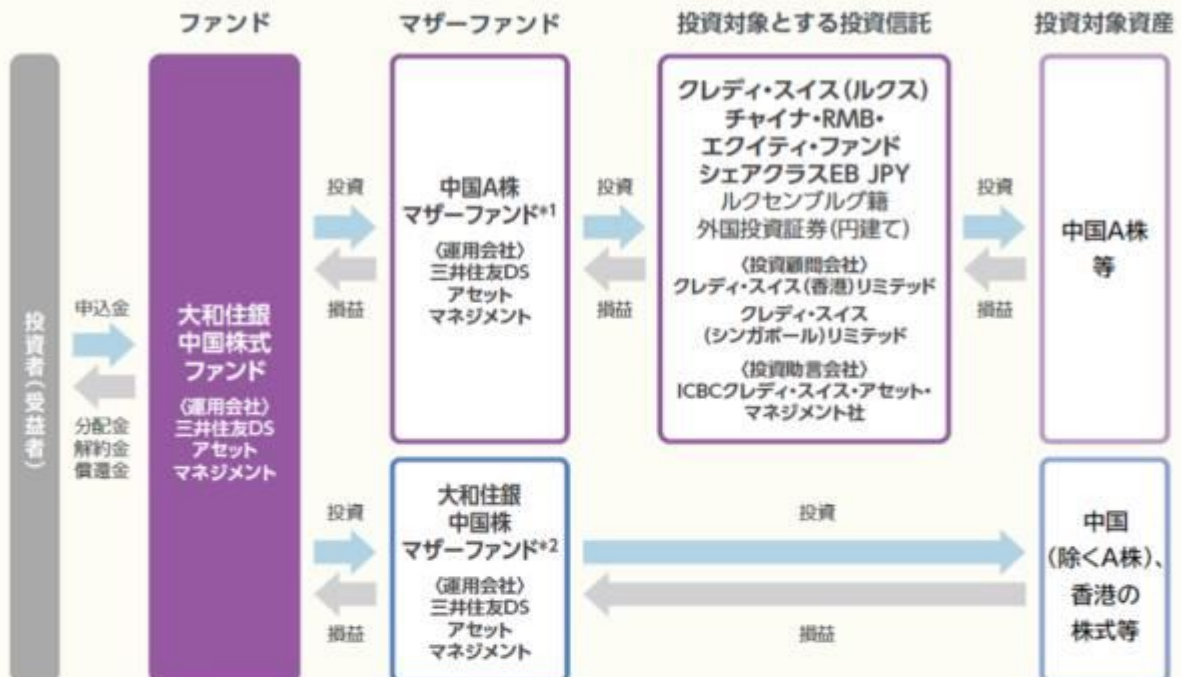 ファンド
マザーファンド
投資対象とする投資信託
投資対象資産
投資者(受益者)
申込金
分配金
解約金
償還金
大和住銀
中国株式
ファンド
〈運用会社〉
三井住友DS
アセット
マネジメント
投資
損益
中国A株
マザーファンド*1
〈運用会社〉
三井住友DS
アセット
マネジメント
投資
損益
クレディ・スイス(ルクス)
チャイナ・RMB・
エクイティ・ファンド
シェアクラスEB JPY
ルクセンブルグ籍
外国投資証券(円建て)
〈投資顧問会社〉
クレディ・スイス(香港)リミテッド
クレディ・スイス
(シンガポール)リミテッド
〈投資助言会社〉
ICBCクレディ・スイス・アセット・
マネジメント社
投資
損益
中国A株
等
投資
損益
大和住銀
中国株
マザーファンド*2
〈運用会社〉
三井住友DS
アセット
マネジメント
投資
損益
中国
(除くA株)、
香港の
株式等